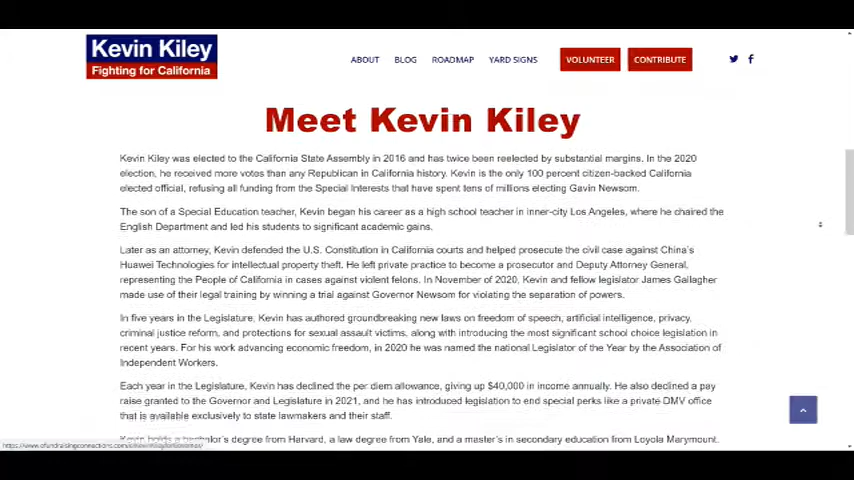 Kevin Kiley
Fighting for California
ABOUT BLOG ROADMAP YARD SIGNS VOLUNTEER CONTRIBUTE
Meet Kevin Kiley
Kevin Kiley was elected to the California State Assembly in 2016 and has twice been reelected by substantial margins. In the 2020
election, he received more votes than any Republican in California history. Kevin is the only 100 percent citizen-backed California
elected official, refusing all funding from the Special Interests that have spent tens of millions electing Gavin Newsom.
The son of a Special Education teacher, Kevin began his career as a high school teacher in inner-city Los Angeles, where he chaired the
English Department and led his students to significant academic gains.
Later as an attorney, Kevin defended the U.S. Constitution in California courts and helped prosecute the civil case against China's
Huawei Technologies for intellectual property theft. He left private practice to become a prosecutor and Deputy Attorney General,
representing the People of California in cases against violent felons. In November of 2020, Kevin and fellow legislator James Gallagher
made use of their legal training by winning a trial against Governor Newsom for violating the separation of powers.
In five years in the Legislature, Kevin has authored groundbreaking new laws on freedom of speech, artificial intelligence, privacy,
criminal justice reform, and protections for sexual assault victims, along with introducing the most significant school choice legislation in
recent years. For his work advancing economic freedom, in 2020 he was named the national Legislator of the Year by the Association of
Independent Workers.
Each year in the Legislature, Kevin has declined the per diem allowance, giving up $40,000 in income annually. He also declined a pay
raise granted to the Governor and Legislature in 2021, and he has introduced legislation to end special perks like a private DMV office
that is available exclusively to state lawmakers and their staff.
Kevin holds a bachelor's degree from Harvard, a law degree from Yale, and a master's in secondary education from Loyola Marymount.